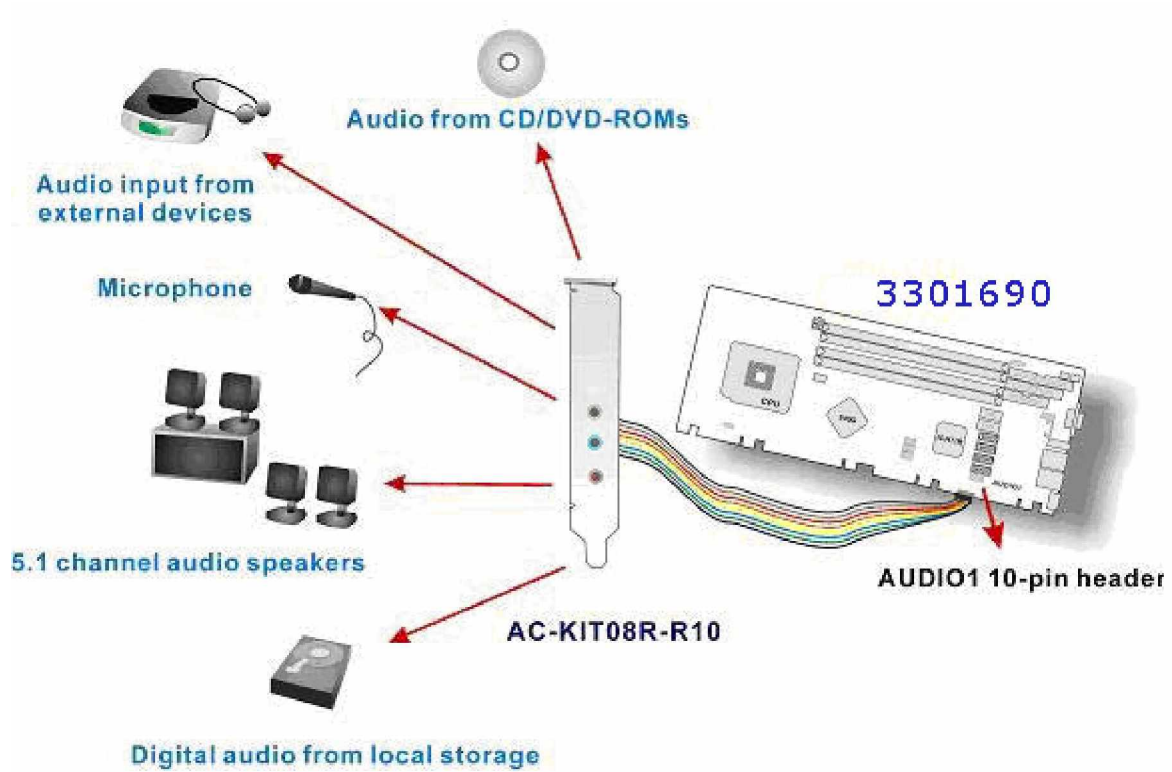 Audio from CD/DVD-ROMs
Audio input from
external devices
Microphone
3301690
CPU
5.1 channel audio speakers
AUDIO1 10-pin header
AC-KIT08R-R10
Digital audio from local storage